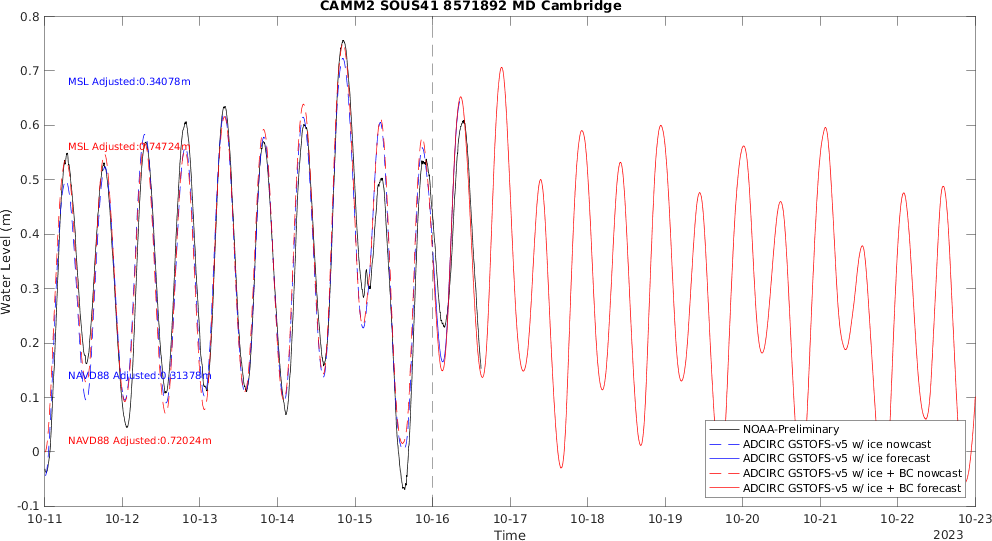 CAMM2 SOUS41 8571892 MD Cambridge
0.8
0.7
0.6
0.5
0.4
0.3
0.2
0.1
0
-0.1
Water Level (m)
MSL Adjusted:0.34078m
MSL Adjusted:0.74724m
NAVD88 Adjusted:0.31378m
NAVD88 Adjusted:0.72024m
NOAA-Preliminary
ADCIRC GSTOFS-v5 w/ ice nowcast
ADCIRC GSTOFS-v5 w/ ice forecast
ADCIRC GSTOFS-v5 w/ ice + BC nowcast
ADCIRC GSTOFS-v5 w/ ice + BC forecast
10-11 10-12 10-13 10-14 10-15 10-16 10-17 10-18 10-19 10-20 10-21 10-22 10-23
Time
2023